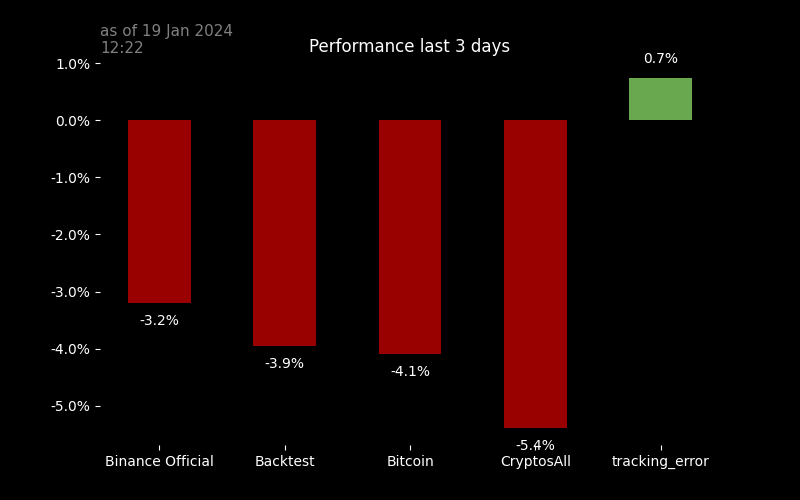 as of 19 Jan 2024
12:22
Performance last 3 days
1.0%
0.0%
-1.0%
-2.0%
-3.0%
-4.0%
-5.0%
0.7%
-3.2%
-3.9%
-4.1%
-5.4%
Binance Official
Backtest
Bitcoin
CryptosAll
tracking_error